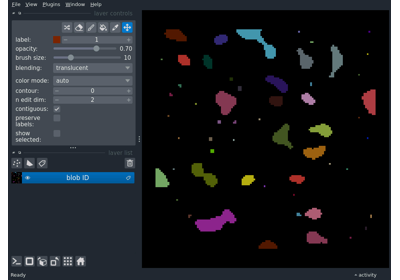 File View Plugins Window Help
layer controls
label: 1
opacity: 0.70
brush size: 10
blending: translucent
color mode: auto
contour: 0
n edit dim: 2
contiguous:
preserve
labels:
show
selected:
layer list
blob ID
Ready
activity